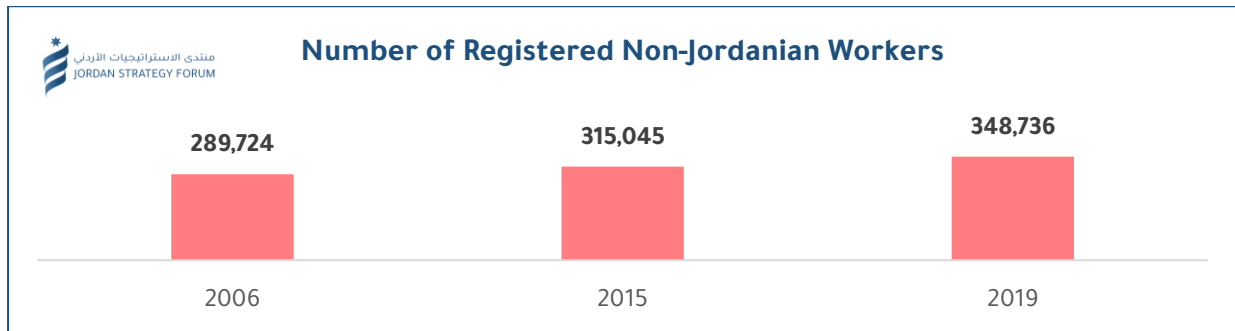 منتدى الاستراتيجيات الأردني
JORDAN STRATEGY FORUM
Number of Registered Non-Jordanian Workers
289,724
315,045
348,736
2006
2015
2019